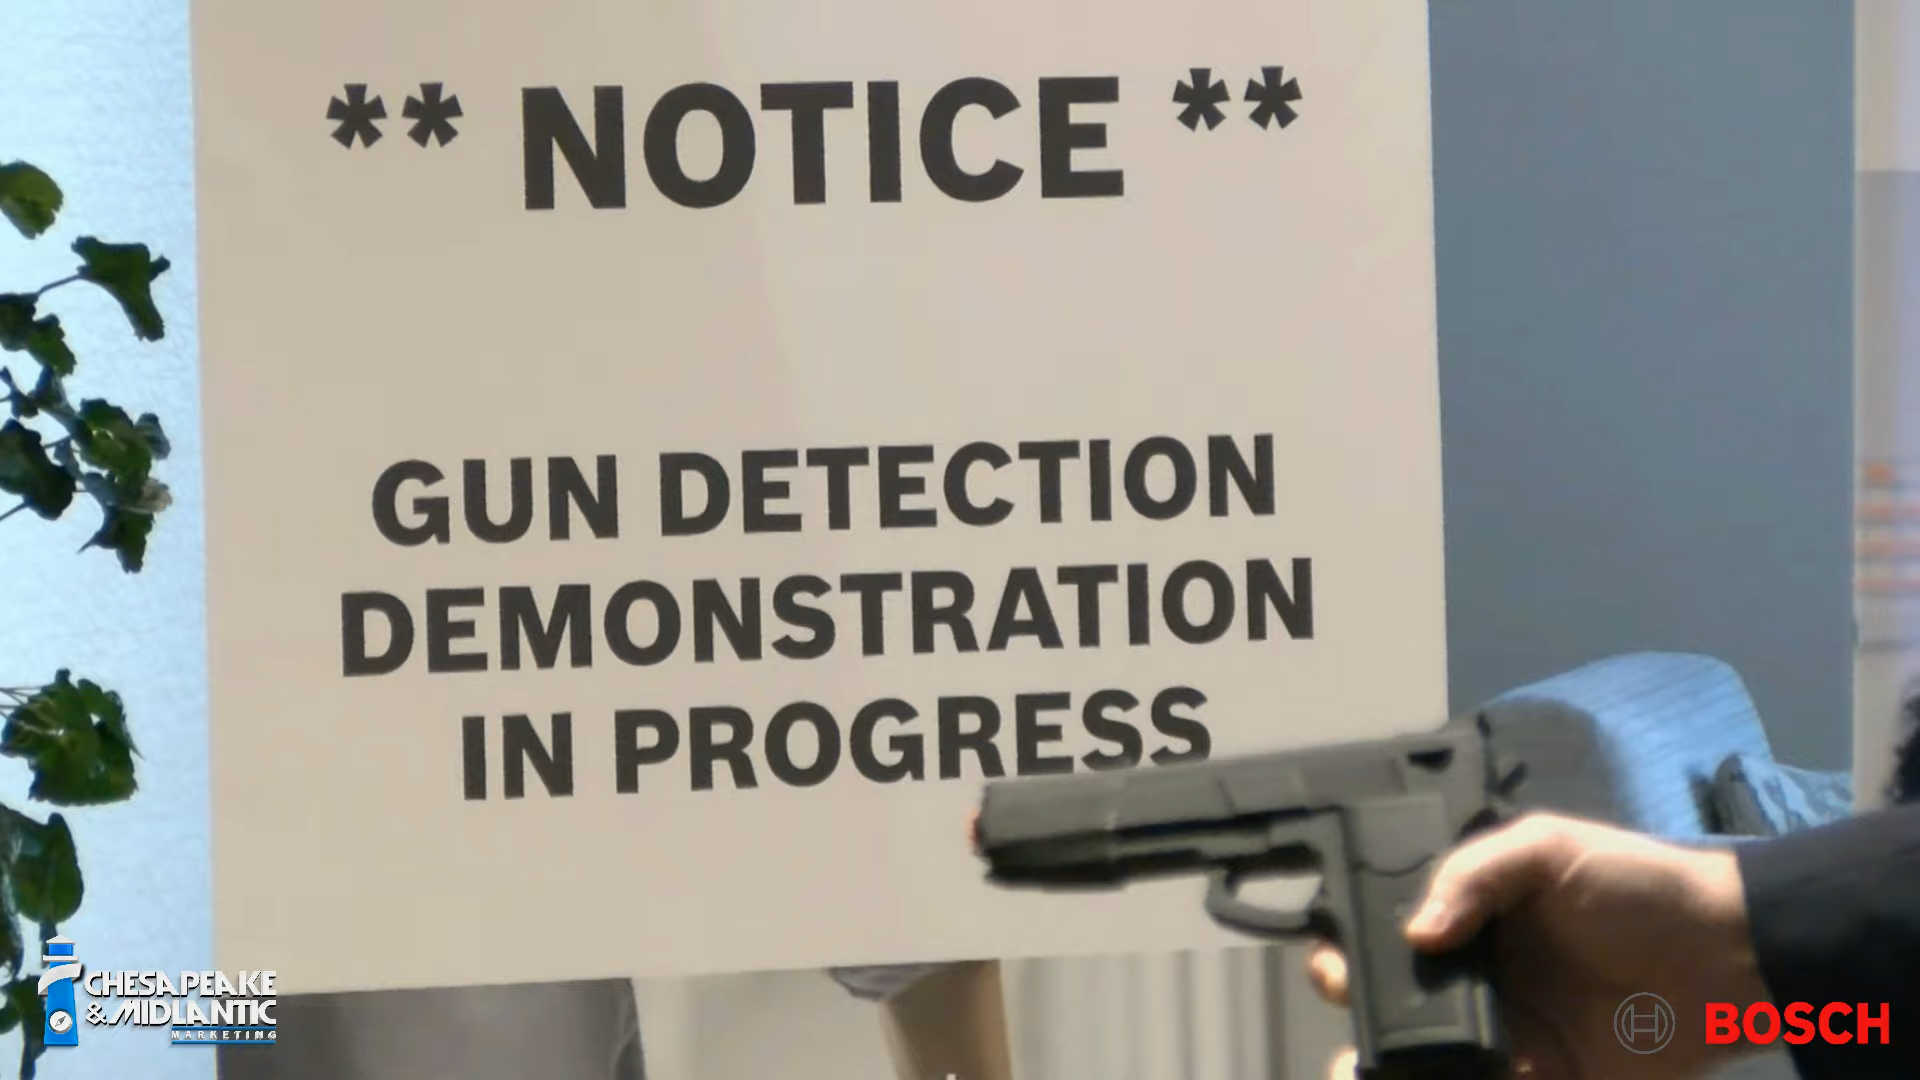 ** NOTICE **
GUN DETECTION
DEMONSTRATION
IN PROGRESS
CHESAPEAKE
& MIDLANTIC
MARKETING
BOSCH